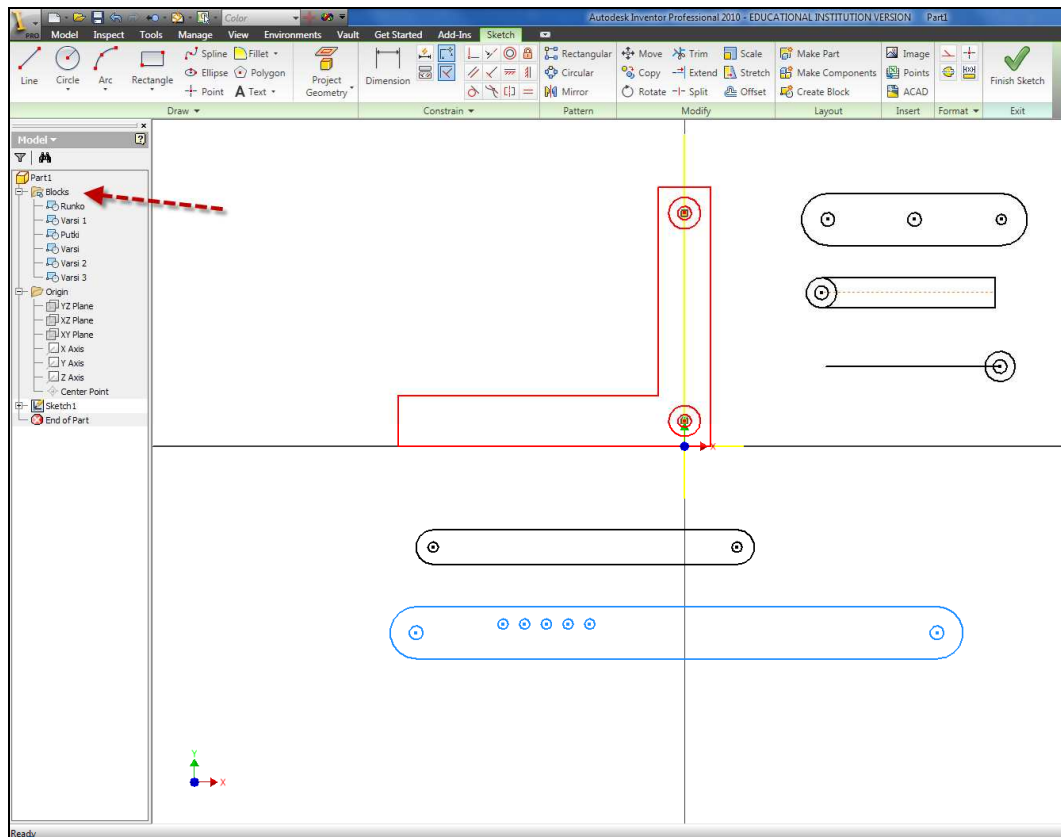 Color
Autodesk Inventor Professional 2010 - EDUCATIONAL INSTITUTION VERSION Part1
PRO Model Inspect Tools Manage View Environments Vault Get Started Add-Ins Sketch
Spline Fillet Rectangular Move Trim Scale Make Part Image
Line Circle Arc Rectangle Ellipse Polygon Project Geometry Dimension Circular Copy Extend Stretch Make Components Points Finish Sketch
Point A Text Mirror Rotate Split Offset Create Block ACAD
Draw Constrain Pattern Modify Layout Insert Format Exit
Model
Part1
Blocks
Runko
Varsi 1
Putki
Varsi
Varsi 2
Varsi 3
Origin
YZ Plane
XZ Plane
XY Plane
X Axis
Y Axis
Z Axis
Center Point
Sketch1
End of Part
X
Y
X
Ready